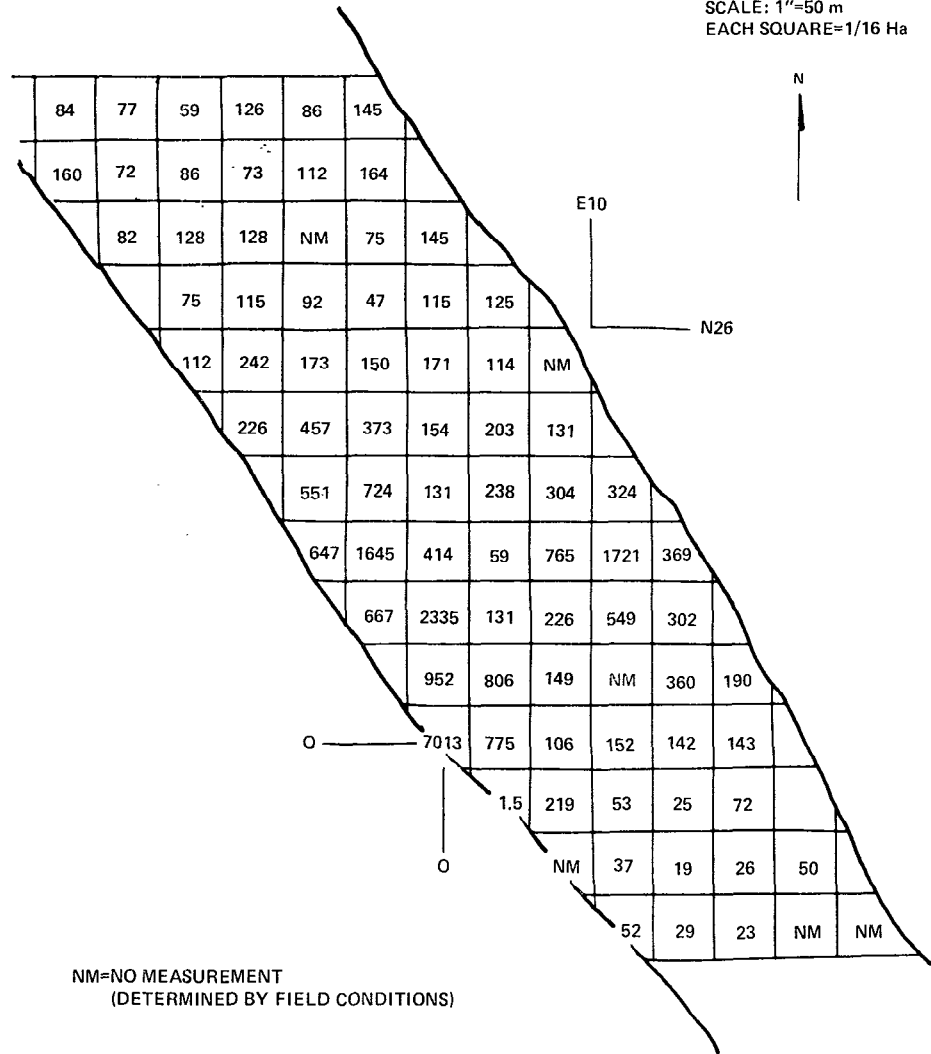 SCALE: 1"=50 m
EACH SQUARE=1/16 Ha
N
84 77 59 126 86 145
160 72 86 73 112 164
E10
82 128 128 NM 75 145
75 115 92 47 115 125
N26
112 242 173 150 171 114 NM
226 457 373 154 203 131
551 724 131 238 304 324
647 1645 414 59 765 1721 369
667 2335 131 226 549 302
952 806 149 NM 360 190
O 7013 775 106 152 142 143
1.5 219 53 25 72
O NM 37 19 26 50
52 29 23 NM NM
NM=NO MEASUREMENT
(DETERMINED BY FIELD CONDITIONS)